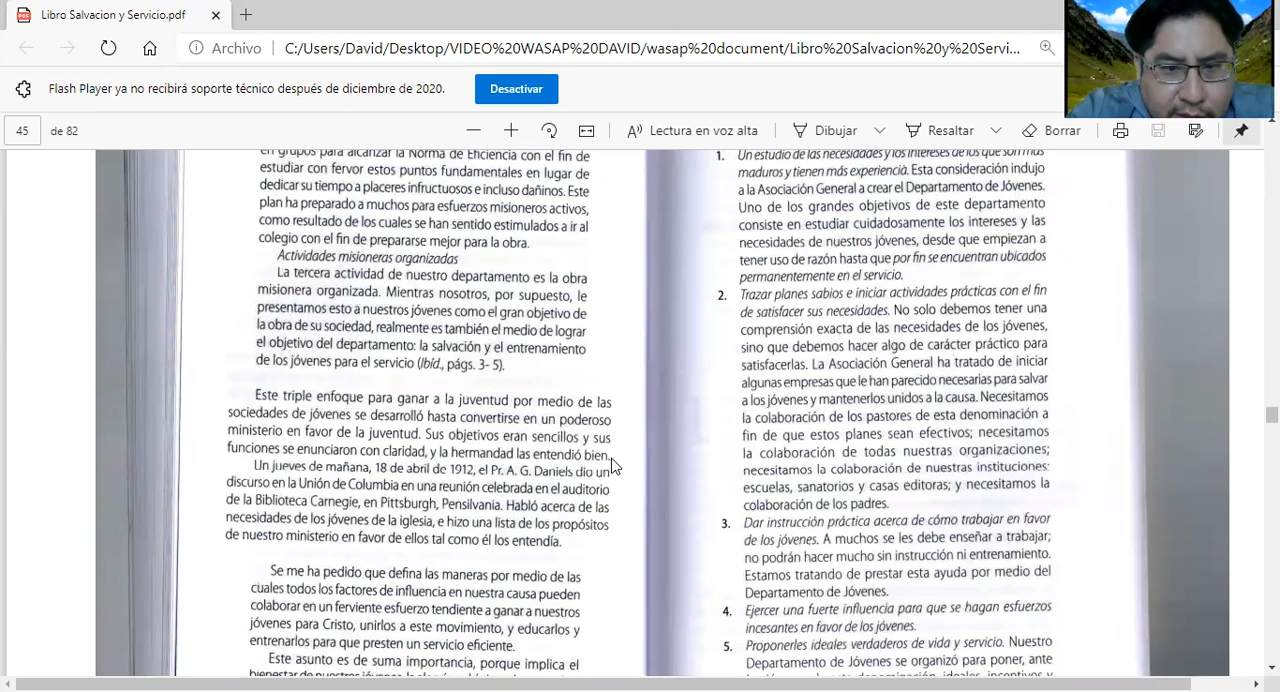 Libro Salvacion y Servicio.pdf
Archivo
C:/Users/David/Desktop/VIDEO%20WASAP%20DAVID/wasap%20document/Libro%20Salvacion%20y%20Servi...
Flash Player ya no recibirá soporte técnico después de diciembre de 2020.
Desactivar
45 de 82
Lectura en voz alta
Dibujar
Resaltar
Borrar
en grupos para alcanzar la Norma de Eficiencia con el fin de
estudiar con fervor estos puntos fundamentales en lugar de
dedicar su tiempo a placeres infructuosos e incluso dañinos. Este
plan ha preparado a muchos para esfuerzos misioneros activos,
como resultado de los cuales se han sentido estimulados a ir al
colegio con el fin de prepararse mejor para la obra.
Actividades misioneras organizadas
La tercera actividad de nuestro departamento es la obra
misionera organizada. Mientras nosotros, por supuesto, le
presentamos esto a nuestros jóvenes como el gran objetivo de
la obra de su sociedad, realmente es también el medio de lograr
el objetivo del departamento: la salvación y el entrenamiento
de los jóvenes para el servicio (Ibíd., págs. 3- 5).
Este triple enfoque para ganar a la juventud por medio de las
sociedades de jóvenes se desarrolló hasta convertirse en un poderoso
ministerio en favor de la juventud. Sus objetivos eran sencillos y sus
funciones se enunciaron con claridad, y la hermandad las entendió bien.
Un jueves de mañana, 18 de abril de 1912, el Pr. A. G. Daniels dio un
discurso en la Unión de Columbia en una reunión celebrada en el auditorio
de la Biblioteca Carnegie, en Pittsburgh, Pensilvania. Habló acerca de las
necesidades de los jóvenes de la iglesia, e hizo una lista de los propósitos
de nuestro ministerio en favor de ellos tal como él los entendía.
Se me ha pedido que defina las maneras por medio de las
cuales todos los factores de influencia en nuestra causa pueden
colaborar en un ferviente esfuerzo tendiente a ganar a nuestros
jóvenes para Cristo, unirlos a este movimiento, y educarlos y
entrenarlos para que presten un servicio eficiente.
Este asunto es de suma importancia, porque implica el
1. Un estudio de las necesidades y los intereses de los que son más
maduros y tienen más experiencia. Esta consideración indujo
a la Asociación General a crear el Departamento de Jóvenes.
Uno de los grandes objetivos de este departamento
consiste en estudiar cuidadosamente los intereses y las
necesidades de nuestros jóvenes, desde que empiezan a
tener uso de razón hasta que por fin se encuentran ubicados
permanentemente en el servicio.
2. Trazar planes sabios e iniciar actividades prácticas con el fin
de satisfacer sus necesidades. No solo debemos tener una
comprensión exacta de las necesidades de los jóvenes,
sino que debemos hacer algo de carácter práctico para
satisfacerlas. La Asociación General ha tratado de iniciar
algunas empresas que le han parecido necesarias para salvar
a los jóvenes y mantenerlos unidos a la causa. Necesitamos
la colaboración de los pastores de esta denominación a
fin de que estos planes sean efectivos; necesitamos
la colaboración de todas nuestras organizaciones;
necesitamos la colaboración de nuestras instituciones:
escuelas, sanatorios y casas editoras; y necesitamos la
colaboración de los padres.
3. Dar instrucción práctica acerca de cómo trabajar en favor
de los jóvenes. A muchos se les debe enseñar a trabajar;
no podrán hacer mucho sin instrucción ni entrenamiento.
Estamos tratando de prestar esta ayuda por medio del
Departamento de Jóvenes.
4. Ejercer una fuerte influencia para que se hagan esfuerzos
incesantes en favor de los jóvenes.
5. Proponerles ideales verdaderos de vida y servicio. Nuestro
Departamento de Jóvenes se organizó para poner, ante